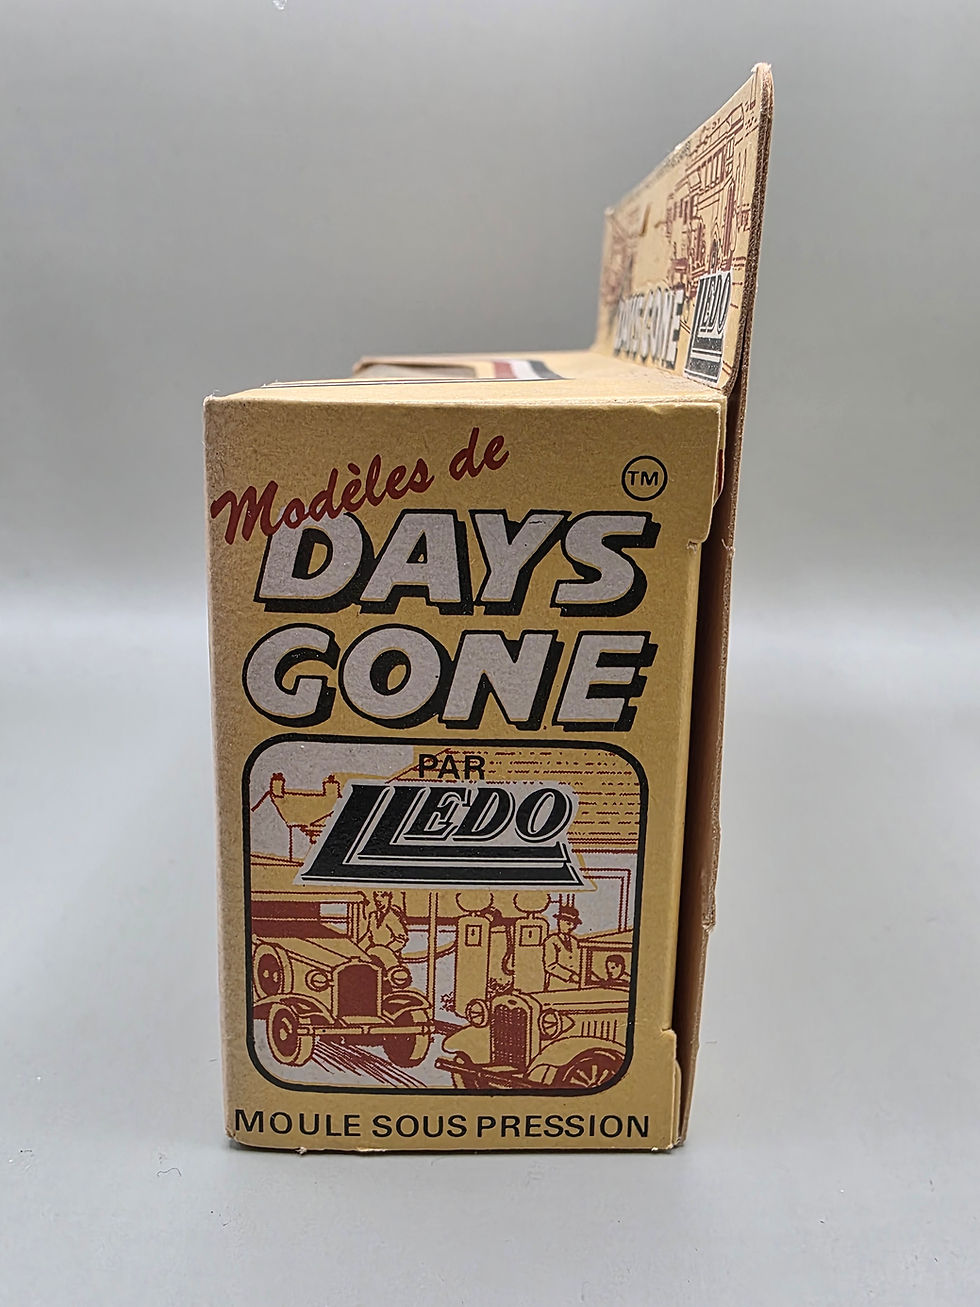 DAYS GONE LLEDO
Modèles de
TM
DAYS
GONE
PAR
LLEDO
MOULE SOUS PRESSION